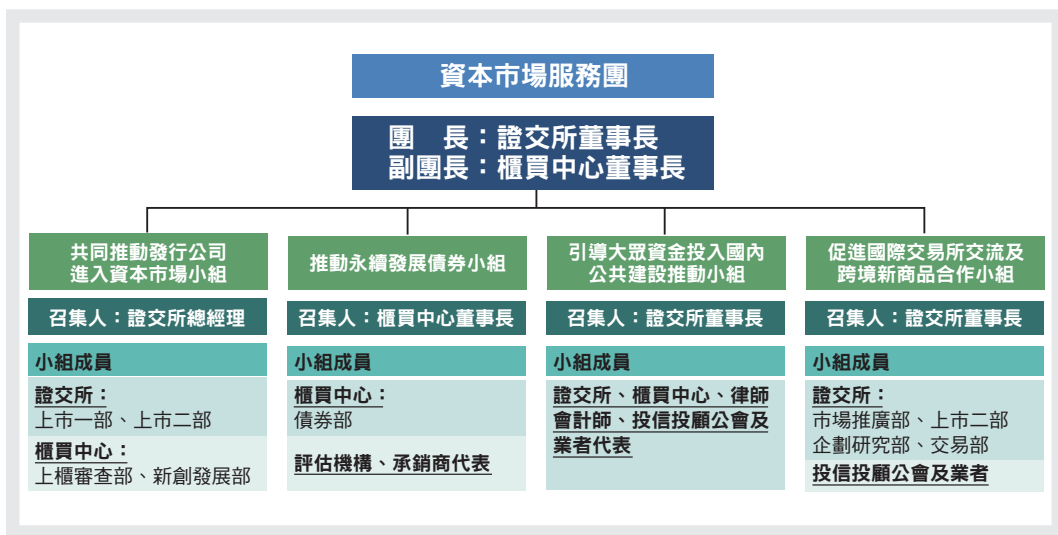 資本市場服務團
團　長：證交所董事長
副團長：櫃買中心董事長
共同推動發行公司
進入資本市場小組
召集人：證交所總經理
小組成員
證交所：
上市一部、上市二部
櫃買中心：
上櫃審查部、新創發展部
推動永續發展債券小組
召集人：櫃買中心董事長
小組成員
櫃買中心：
債券部
評估機構、承銷商代表
引導大眾資金投入國內
公共建設推動小組
召集人：證交所董事長
小組成員
證交所、櫃買中心、律師
會計師、投信投顧公會及
業者代表
促進國際交易所交流及
跨境新商品合作小組
召集人：證交所董事長
小組成員
證交所：
市場推廣部、上市二部
企劃研究部、交易部
投信投顧公會及業者